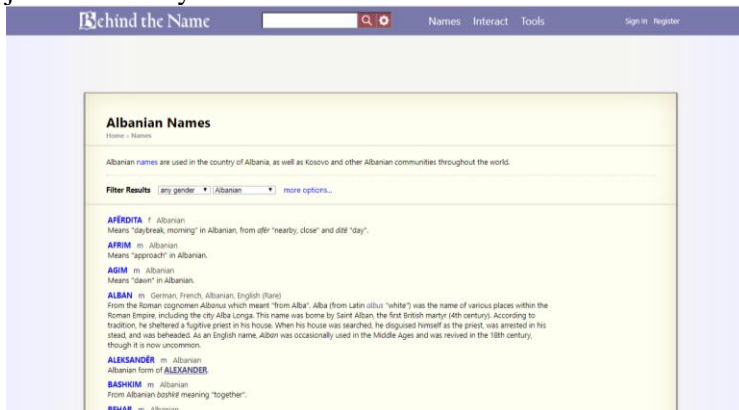 Behind the Name
Names Interact Tools
Sign In Register
Albanian Names
Home » Names
Albanian names are used in the country of Albania, as well as Kosovo and other Albanian communities throughout the world.
Filter Results any gender Albanian more options...
AFËRDITA f Albanian
Means "daybreak, morning" in Albanian, from afër "nearby, close" and ditë "day".
AFRIM m Albanian
Means "approach" in Albanian.
AGIM m Albanian
Means "dawn" in Albanian.
ALBAN m German, French, Albanian, English (Rare)
From the Roman cognomen Albanus which meant "from Alba". Alba (from Latin albus "white") was the name of various places within the
Roman Empire, including the city Alba Longa. This name was borne by Saint Alban, the first British martyr (4th century). According to
tradition, he sheltered a fugitive priest in his house. When his house was searched, he disguised himself as the priest, was arrested in his
stead, and was beheaded. As an English name, Alban was occasionally used in the Middle Ages and was revived in the 18th century,
though it is now uncommon.
ALEKSANDËR m Albanian
Albanian form of ALEXANDER.
BASHKIM m Albanian
From Albanian bashkë meaning "together".
BEHAR m Albanian